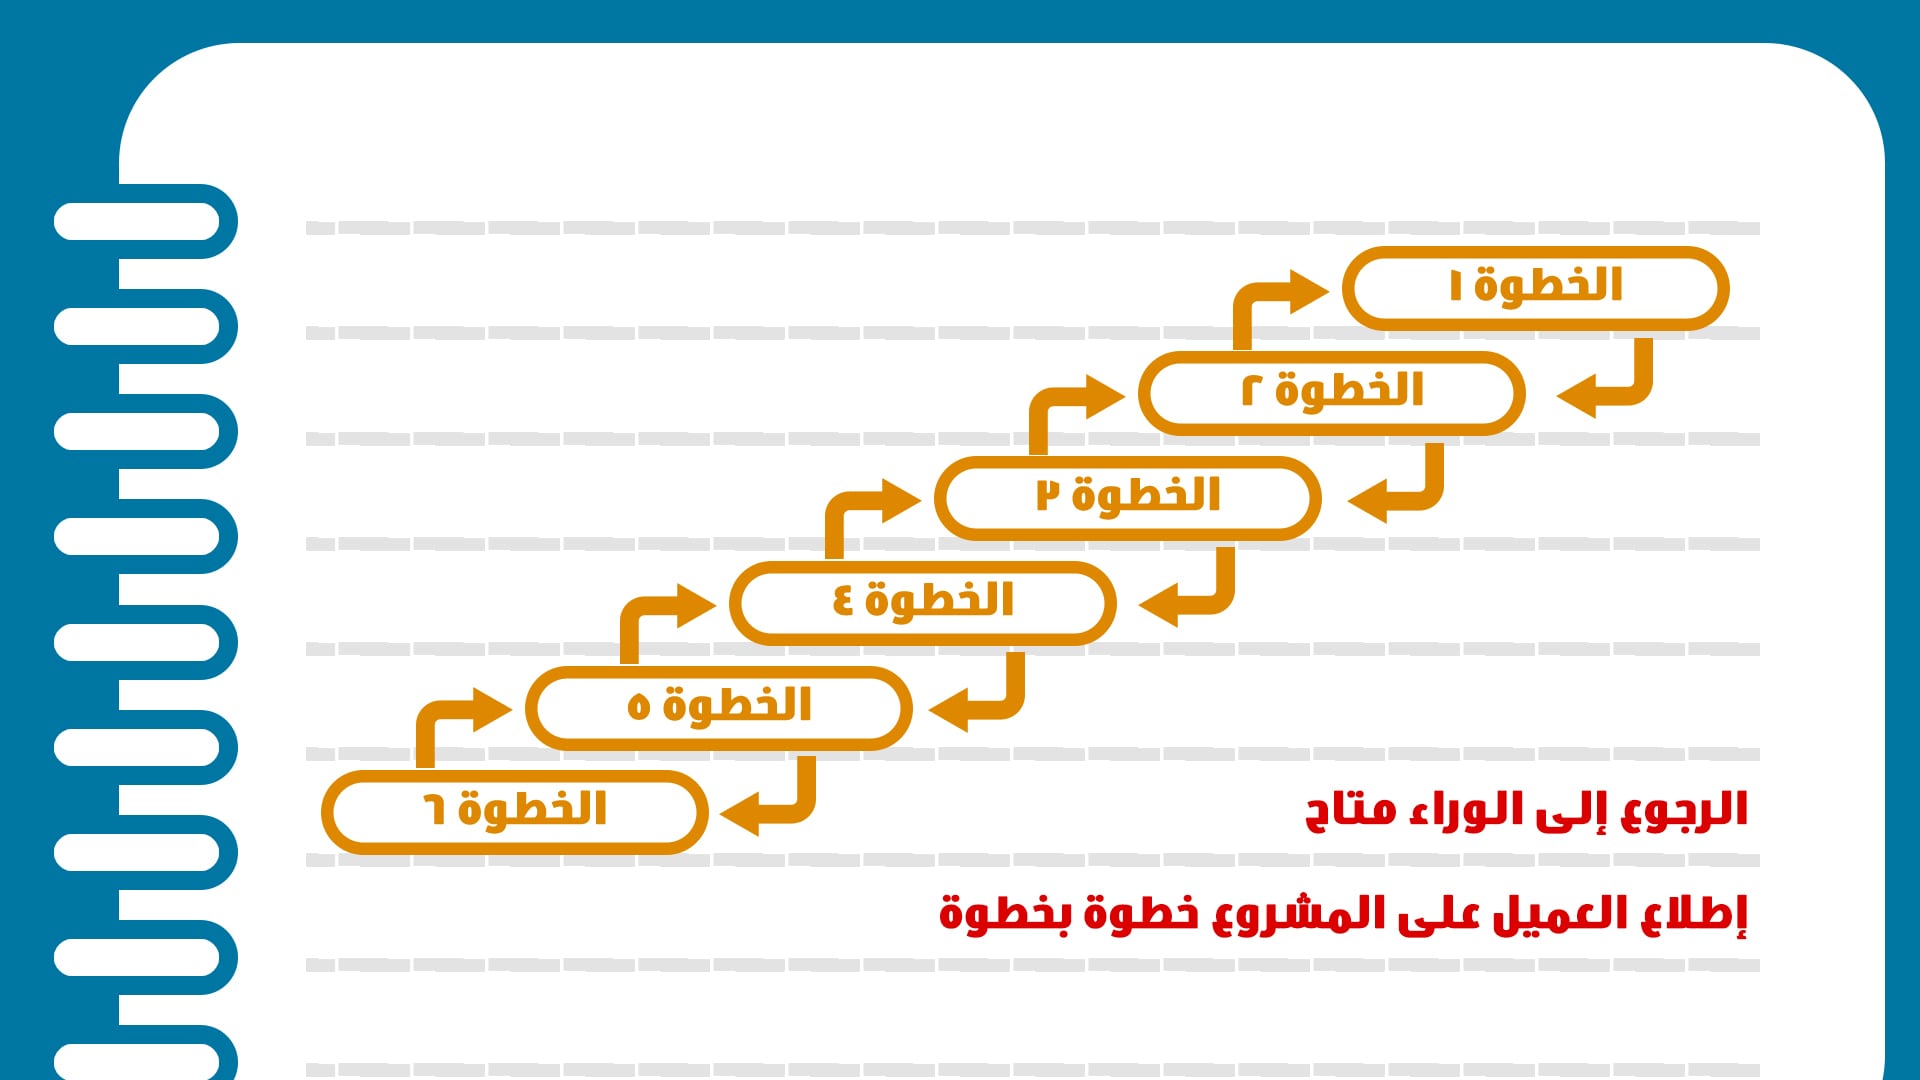 الخطوة ١
الخطوة ٢
الخطوة ٣
الخطوة ٤
الخطوة ٥
الخطوة ٦
الرجوع إلى الوراء متاح
إطلاع العميل على المشروع خطوة بخطوة